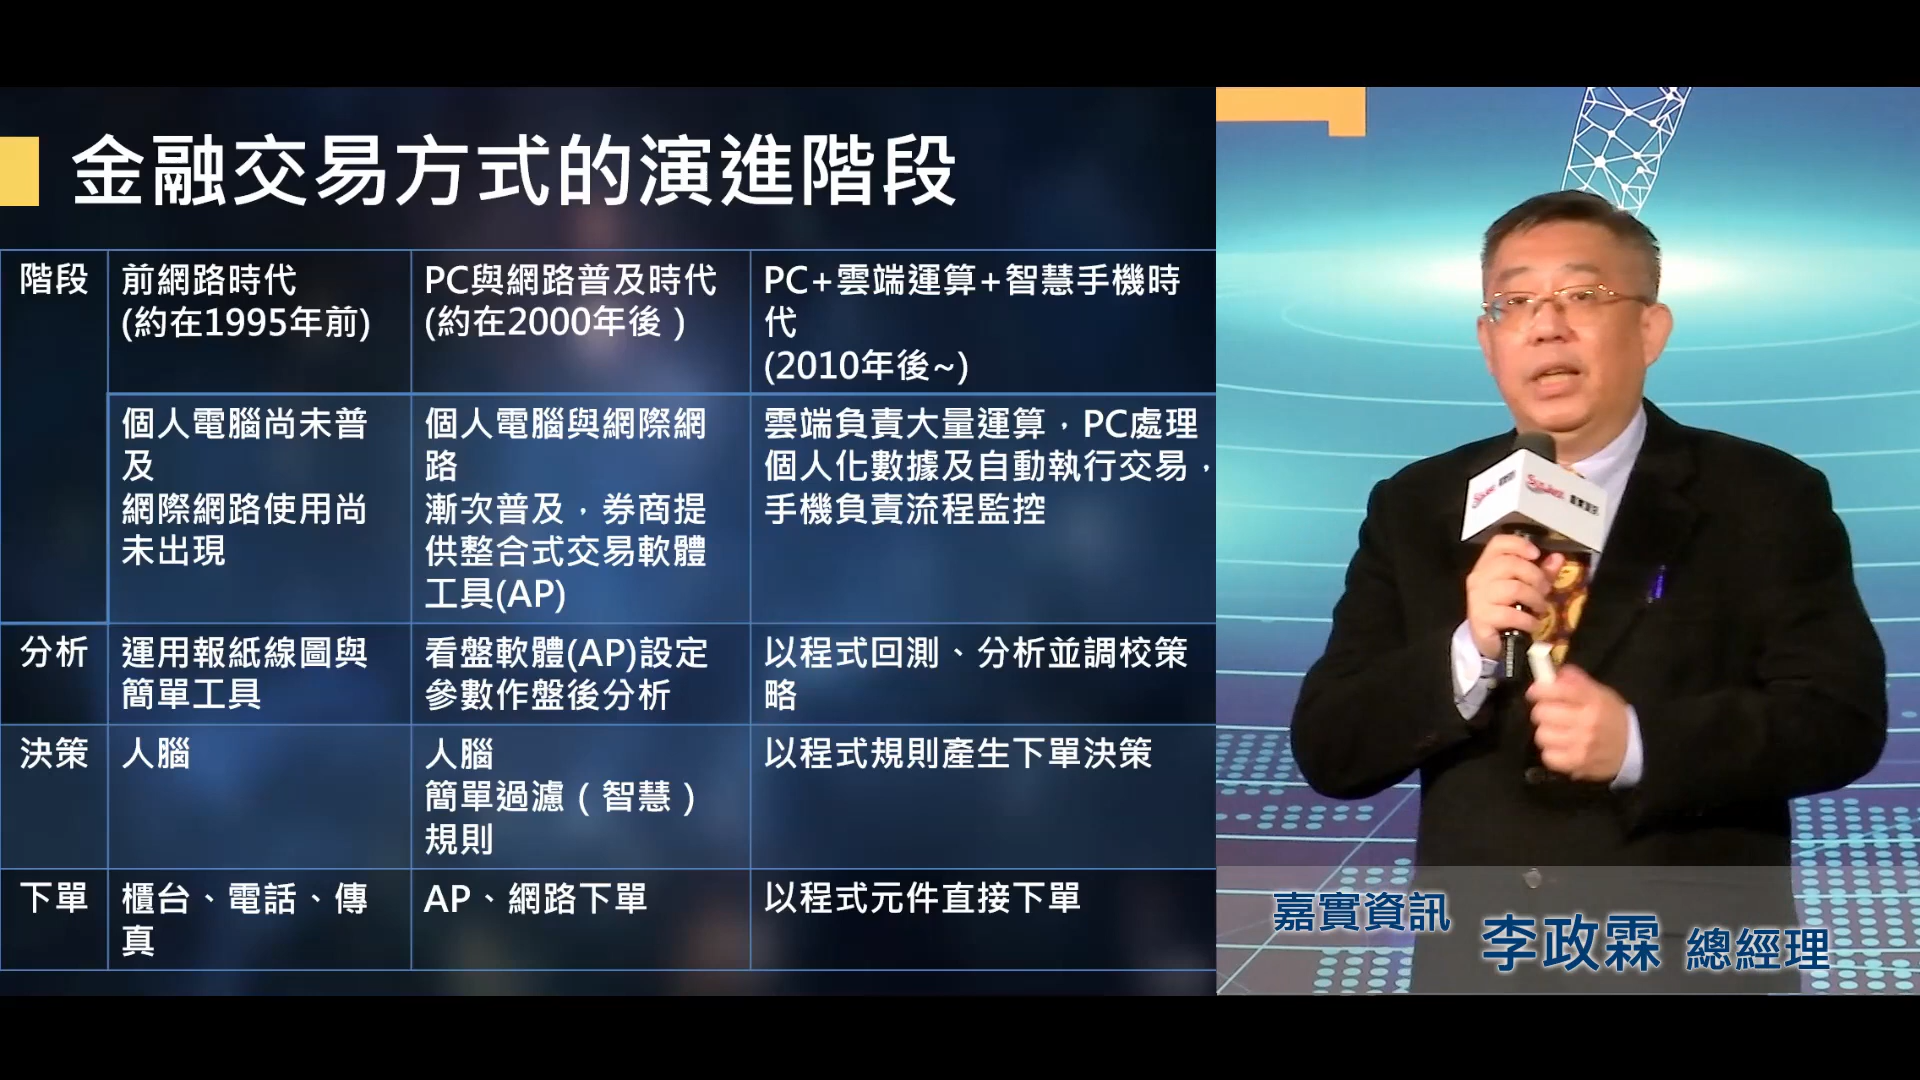 金融交易方式的演進階段
階段
前網路時代
(約在1995年前)
PC與網路普及時代
(約在2000年後)
PC+雲端運算+智慧手機時
代
(2010年後~)
個人電腦尚未普
及
網際網路使用尚
未出現
個人電腦與網際網
路
漸次普及，券商提
供整合式交易軟體
工具(AP)
雲端負責大量運算，PC處理
個人化數據及自動執行交易，
手機負責流程監控
分析
運用報紙線圖與
簡單工具
看盤軟體(AP)設定
參數作盤後分析
以程式回測、分析並調校策
略
決策
人腦
人腦
簡單過濾（智慧）
規則
以程式規則產生下單決策
下單
櫃台、電話、傳
真
AP、網路下單
以程式元件直接下單
嘉實資訊
李政霖 總經理